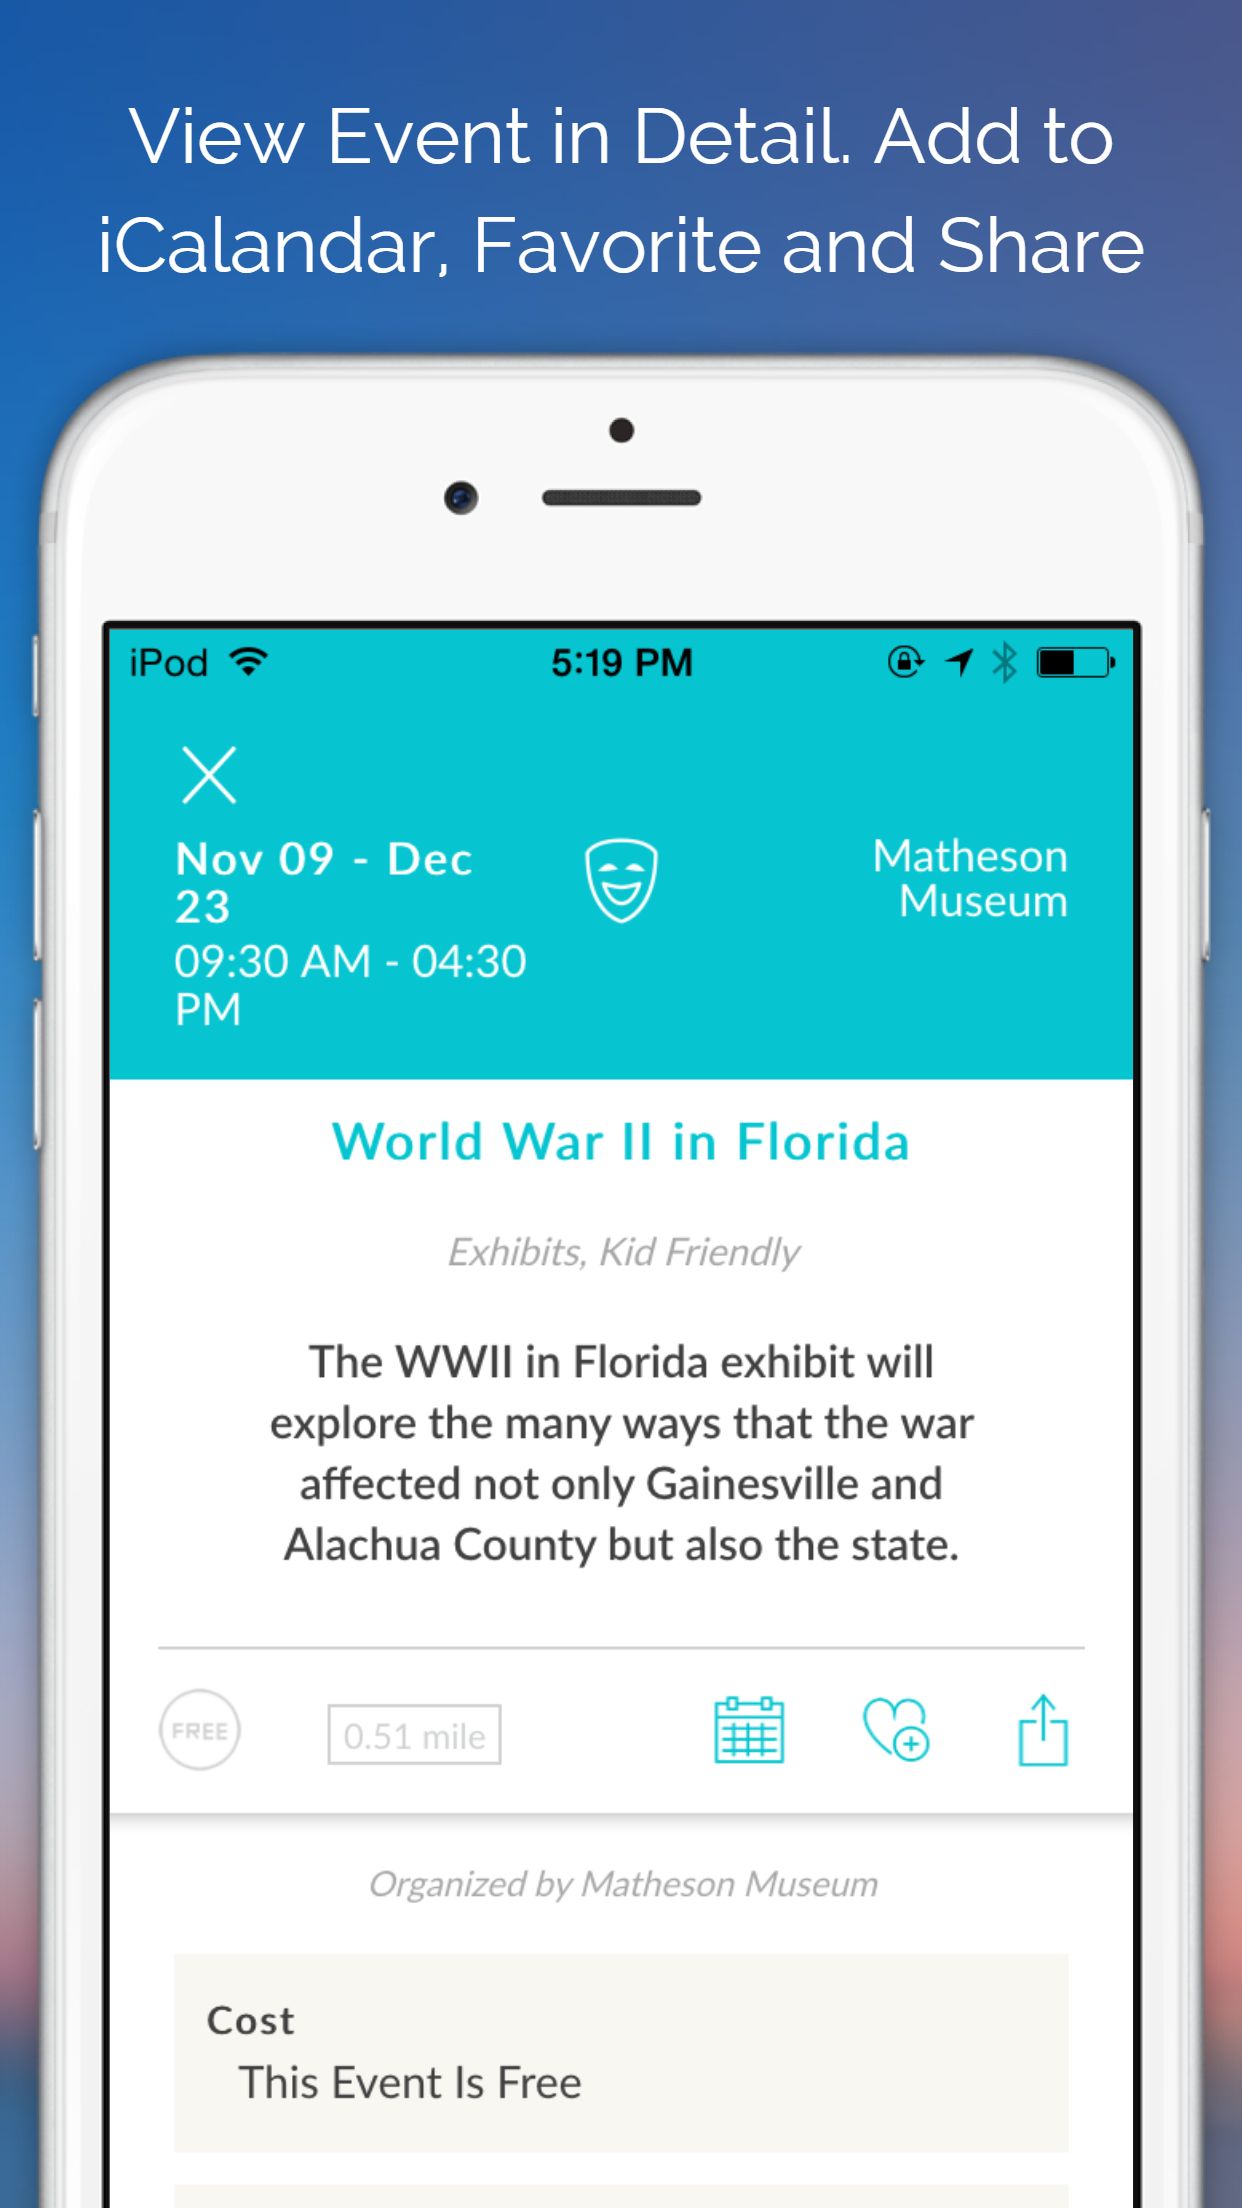 View Event in Detail. Add to
iCalandar, Favorite and Share
iPod 5:19 PM
Nov 09 - Dec
23
09:30 AM - 04:30
PM
Matheson
Museum
World War II in Florida
Exhibits, Kid Friendly
The WWII in Florida exhibit will
explore the many ways that the war
affected not only Gainesville and
Alachua County but also the state.
FREE 0.51 mile
Organized by Matheson Museum
Cost
This Event Is Free